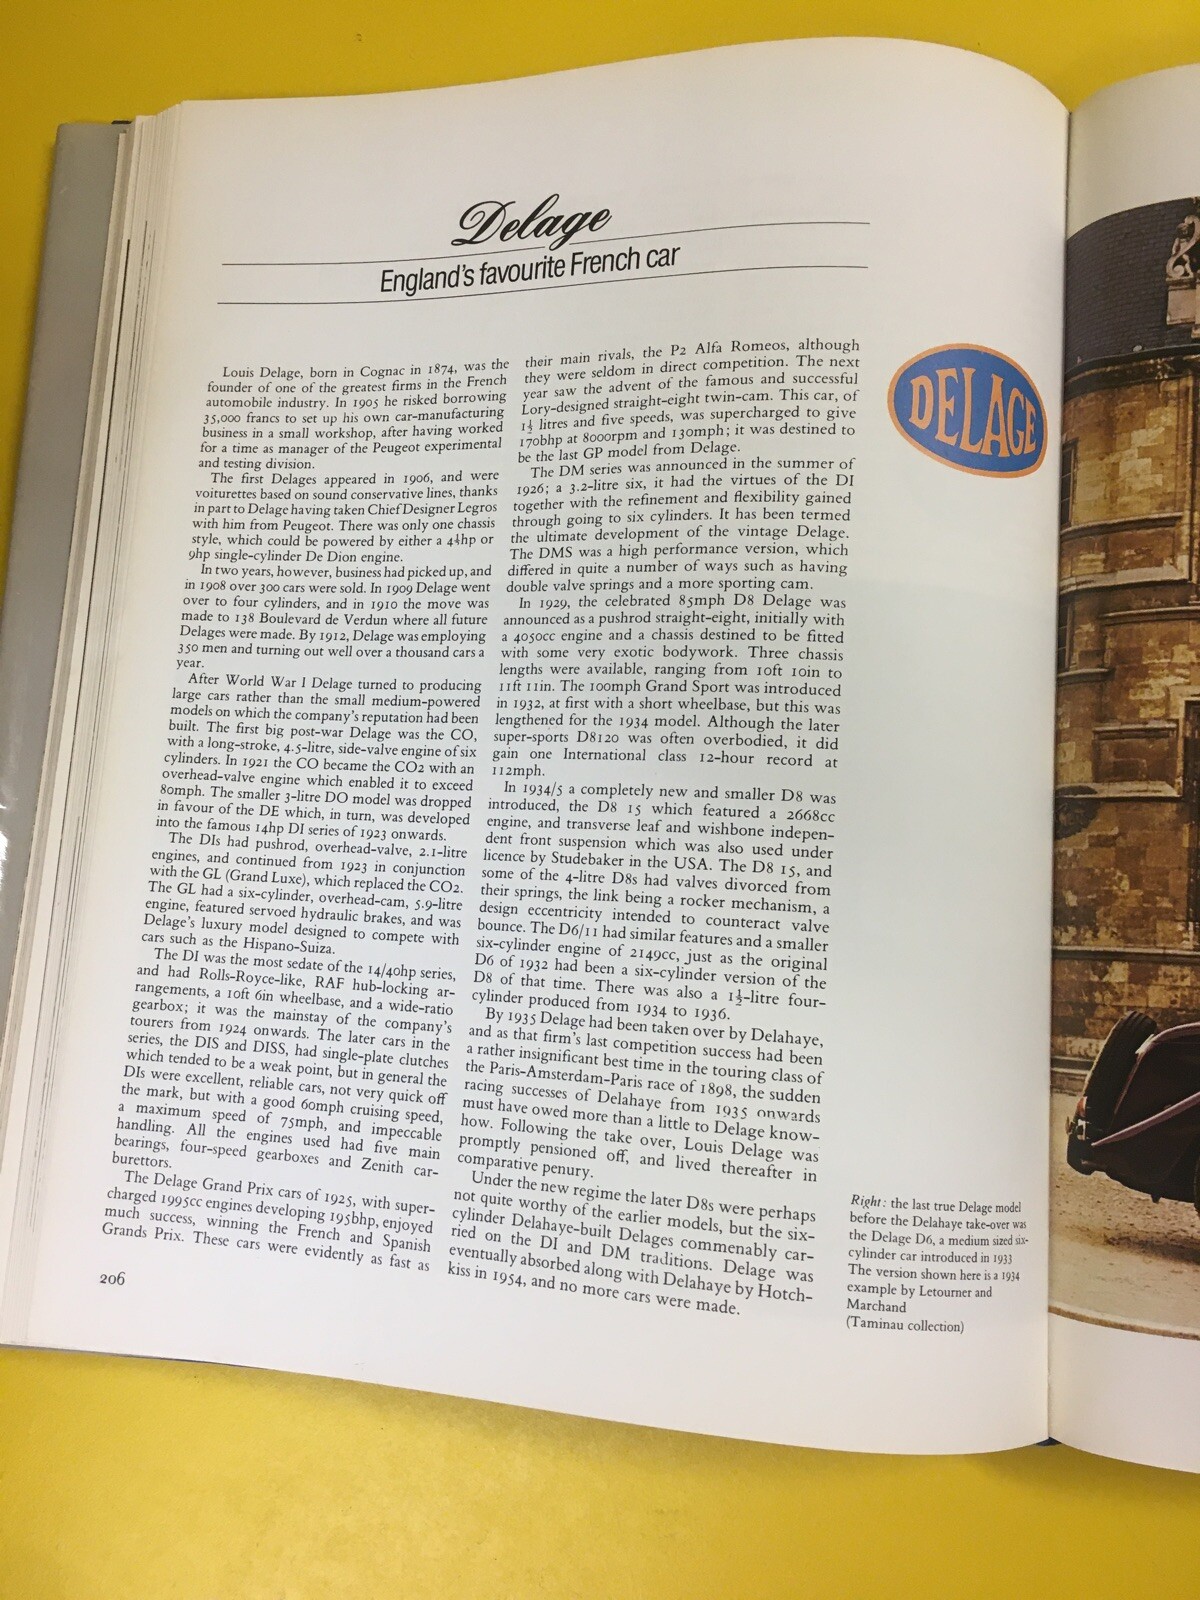 Delage
England's favourite French car
Louis Delage, born in Cognac in 1874, was the
founder of one of the greatest firms in the French
automobile industry. In 1905 he risked borrowing
35,000 francs to set up his own car-manufacturing
business in a small workshop, after having worked
for a time as manager of the Peugeot experimental
and testing division.
The first Delages appeared in 1906, and were
voiturettes based on sound conservative lines, thanks
in part to Delage having taken Chief Designer Legros
with him from Peugeot. There was only one chassis
style, which could be powered by either a 4½hp or
9hp single-cylinder De Dion engine.
In two years, however, business had picked up, and
in 1908 over 300 cars were sold. In 1909 Delage went
over to four cylinders, and in 1910 the move was
made to 138 Boulevard de Verdun where all future
Delages were made. By 1912, Delage was employing
350 men and turning out well over a thousand cars a
year.
After World War I Delage turned to producing
large cars rather than the small medium-powered
models on which the company's reputation had been
built. The first big post-war Delage was the CO,
with a long-stroke, 4.5-litre, side-valve engine of six
cylinders. In 1921 the CO became the CO2 with an
overhead-valve engine which enabled it to exceed
80mph. The smaller 3-litre DO model was dropped
in favour of the DE which, in turn, was developed
into the famous 14hp DI series of 1923 onwards.
The DIs had pushrod, overhead-valve, 2.1-litre
engines, and continued from 1923 in conjunction
with the GL (Grand Luxe), which replaced the CO2.
The GL had a six-cylinder, overhead-cam, 5.9-litre
engine, featured servoed hydraulic brakes, and was
Delage's luxury model designed to compete with
cars such as the Hispano-Suiza.
The DI was the most sedate of the 14/40hp series,
and had Rolls-Royce-like, RAF hub-locking ar-
rangements, a 10ft 6in wheelbase, and a wide-ratio
gearbox; it was the mainstay of the company's
tourers from 1924 onwards. The later cars in the
series, the DIS and DISS, had single-plate clutches
which tended to be a weak point, but in general the
DIs were excellent, reliable cars, not very quick off
the mark, but with a good 60mph cruising speed,
a maximum speed of 75mph, and impeccable
handling. All the engines used had five main
bearings, four-speed gearboxes and Zenith car-
burettors.
The Delage Grand Prix cars of 1925, with super-
charged 1995cc engines developing 195bhp, enjoyed
much success, winning the French and Spanish
Grands Prix. These cars were evidently as fast as
206
their main rivals, the P2 Alfa Romeos, although
they were seldom in direct competition. The next
year saw the advent of the famous and successful
Lory-designed straight-eight twin-cam. This car, of
1½ litres and five speeds, was supercharged to give
170bhp at 8000rpm and 130mph; it was destined to
be the last GP model from Delage.
The DM series was announced in the summer of
1926; a 3.2-litre six, it had the virtues of the DI
together with the refinement and flexibility gained
through going to six cylinders. It has been termed
the ultimate development of the vintage Delage.
The DMS was a high performance version, which
differed in quite a number of ways such as having
double valve springs and a more sporting cam.
In 1929, the celebrated 85mph D8 Delage was
announced as a pushrod straight-eight, initially with
a 4050cc engine and a chassis destined to be fitted
with some very exotic bodywork. Three chassis
lengths were available, ranging from 10ft 10in to
11ft 11in. The 100mph Grand Sport was introduced
in 1932, at first with a short wheelbase, but this was
lengthened for the 1934 model. Although the later
super-sports D8120 was often overbodied, it did
gain one International class 12-hour record at
112mph.
In 1934/5 a completely new and smaller D8 was
introduced, the D8 15 which featured a 2668cc
engine, and transverse leaf and wishbone indepen-
dent front suspension which was also used under
licence by Studebaker in the USA. The D8 15, and
some of the 4-litre D8s had valves divorced from
their springs, the link being a rocker mechanism, a
design eccentricity intended to counteract valve
bounce. The D6/11 had similar features and a smaller
six-cylinder engine of 2149cc, just as the original
D6 of 1932 had been a six-cylinder version of the
D8 of that time. There was also a 1½-litre four-
cylinder produced from 1934 to 1936.
By 1935 Delage had been taken over by Delahaye,
and as that firm's last competition success had been
a rather insignificant best time in the touring class of
the Paris-Amsterdam-Paris race of 1898, the sudden
racing successes of Delahaye from 1935 onwards
must have owed more than a little to Delage know-
how. Following the take over, Louis Delage was
promptly pensioned off, and lived thereafter in
comparative penury.
Under the new regime the later D8s were perhaps
not quite worthy of the earlier models, but the six-
cylinder Delahaye-built Delages commenably car-
ried on the DI and DM traditions. Delage was
eventually absorbed along with Delahaye by Hotch-
kiss in 1954, and no more cars were made.
DELAGE
Right: the last true Delage model
before the Delahaye take-over was
the Delage D6, a medium sized six-
cylinder car introduced in 1933
The version shown here is a 1934
example by Letourner and
Marchand
(Taminau collection)